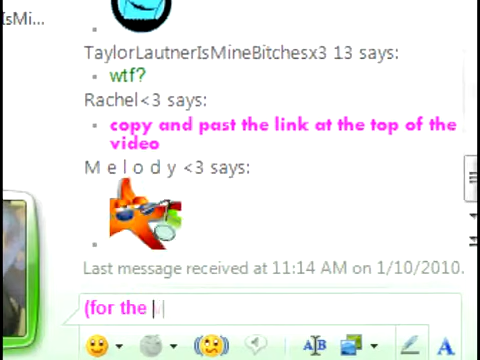 IsMi...
TaylorLautnerIsMineBitchesx3 13 says:
wtf?
Rachel<3 says:
copy and past the link at the top of the
video
M e l o d y <3 says:
Last message received at 11:14 AM on 1/10/2010.
(for the
AB
A